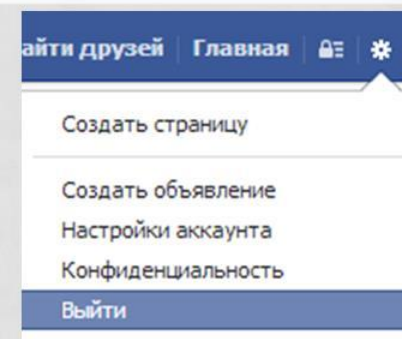 айти друзей Главная
Создать страницу
Создать объявление
Настройки аккаунта
Конфиденциальность
Выйти